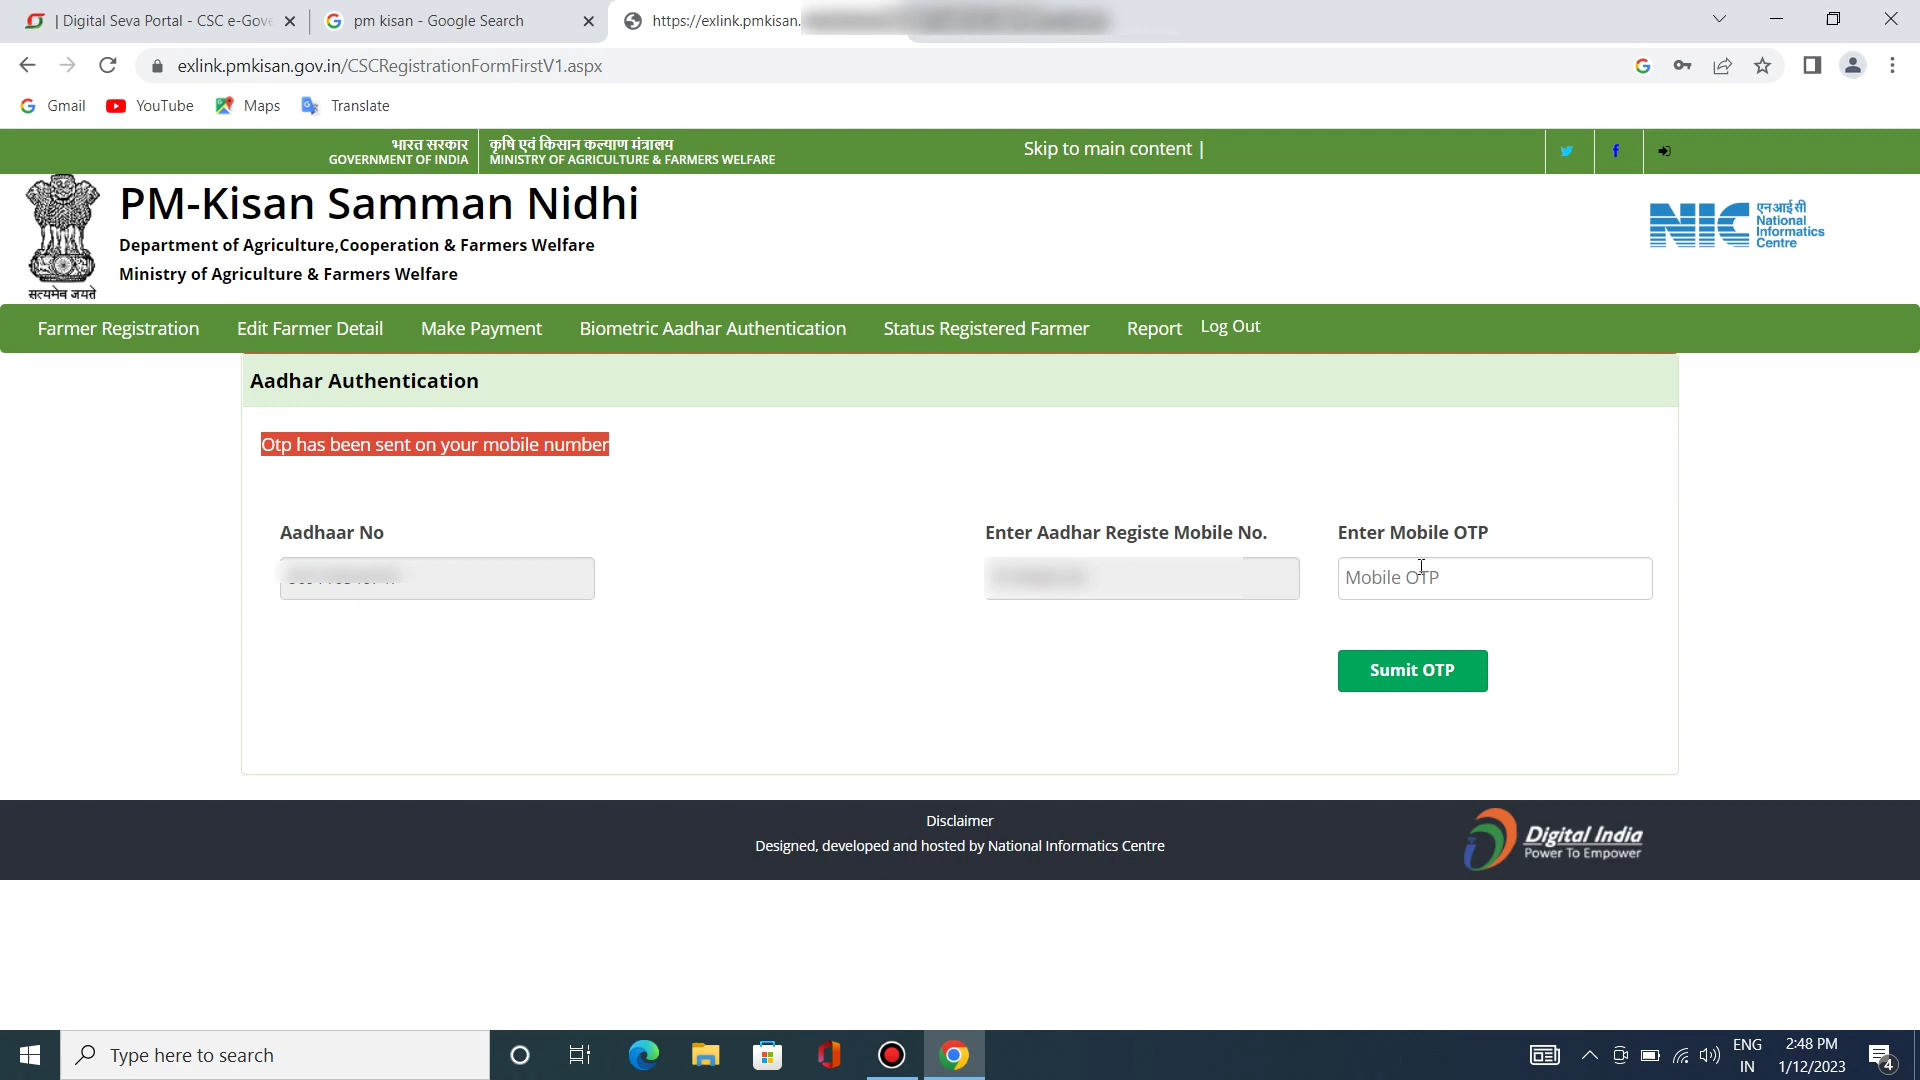 | Digital Seva Portal - CSC e-Gove
pm kisan - Google Search
https://exlink.pmkisan.
exlink.pmkisan.gov.in/CSCRegistrationFormFirstV1.aspx
Gmail
YouTube
Maps
Translate
भारत सरकार
GOVERNMENT OF INDIA
कृषि एवं किसान कल्याण मंत्रालय
MINISTRY OF AGRICULTURE & FARMERS WELFARE
Skip to main content |
PM-Kisan Samman Nidhi
Department of Agriculture,Cooperation & Farmers Welfare
Ministry of Agriculture & Farmers Welfare
सत्यमेव जयते
NIC
एनआईसी
National
Informatics
Centre
Farmer Registration Edit Farmer Detail Make Payment Biometric Aadhar Authentication Status Registered Farmer Report Log Out
Aadhar Authentication
Otp has been sent on your mobile number
Aadhaar No
Enter Aadhar Registe Mobile No.
Enter Mobile OTP
Mobile OTP
Sumit OTP
Disclaimer
Designed, developed and hosted by National Informatics Centre
Digital India
Power To Empower
Type here to search
ENG
IN
2:48 PM
1/12/2023
4